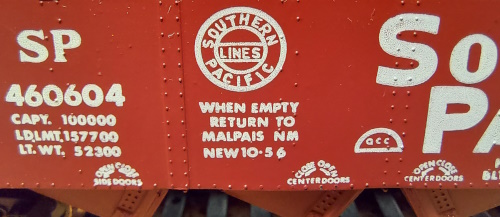 SP
460604
CAPY. 100000
LD.LMT. 157700
LT. WT. 52300
OPEN CLOSE
SIDE DOORS
SOUTHERN
LINES
PACIFIC
WHEN EMPTY
RETURN TO
MALPAIS NM
NEW 10-56
CLOSE OPEN
CENTER DOORS
So
PA
acc
OPEN CLOSE
CENTER DOORS
BL